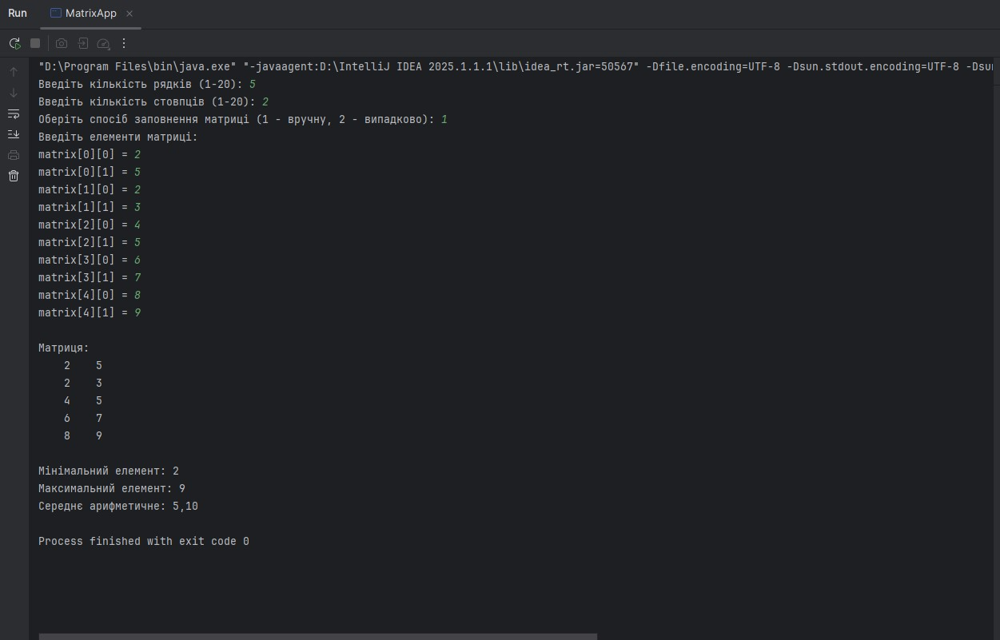 Run MatrixApp
"D:\Program Files\bin\java.exe" "-javaagent:D:\IntelliJ IDEA 2025.1.1.1\lib\idea_rt.jar=50567" -Dfile.encoding=UTF-8 -Dsun.stdout.encoding=UTF-8 -Dsun
Введіть кількість рядків (1-20): 5
Введіть кількість стовпців (1-20): 2
Оберіть спосіб заповнення матриці (1 - вручну, 2 - випадково): 1
Введіть елементи матриці:
matrix[0][0] = 2
matrix[0][1] = 5
matrix[1][0] = 2
matrix[1][1] = 3
matrix[2][0] = 4
matrix[2][1] = 5
matrix[3][0] = 6
matrix[3][1] = 7
matrix[4][0] = 8
matrix[4][1] = 9
Матриця:
2 5
2 3
4 5
6 7
8 9
Мінімальний елемент: 2
Максимальний елемент: 9
Середнє арифметичне: 5,10
Process finished with exit code 0